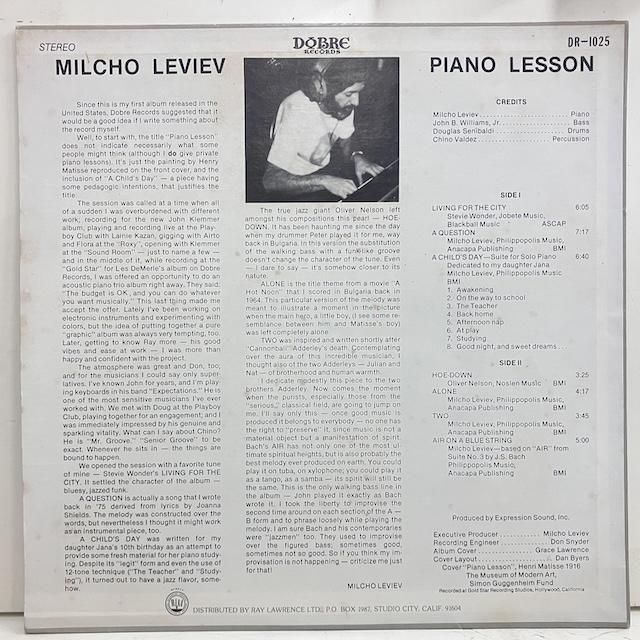 STEREO
DOBRE
RECORDS
DR-1025
MILCHO LEVIEV
PIANO LESSON
Since this is my first album released in the
United States, Dobre Records suggested that it
would be a good idea if I write something about
the record myself.
Well, to start with, the title "Piano Lesson"
does not indicate necessarily what some
people might think (although I do give private
piano lessons). It's just the painting by Henry
Matisse reproduced on the front cover, and the
inclusion of "A Child's Day" — a piece having
some pedagogic intentions, that justifies the
title.
The session was called at a time when all
of a sudden I was overburdened with different
work; recording for the new John Klemmer
album; playing and recording live at the Play-
boy Club with Lainie Kazan, gigging with Airto
and Flora at the "Roxy", opening with Klemmer
at the "Sound Room" — just to name a few —
and in the middle of it, while recording at the
"Gold Star" for Les DeMerle's album on Dobre
Records, I was offered an opportunity to do an
acoustic piano trio album right away. They said:
"The budget is OK, and you can do whatever
you want musically." This last thing made me
accept the offer. Lately I've been working on
electronic instruments and experimenting with
colors, but the idea of putting together a pure
"graphic" album was always very tempting, too.
Later, getting to know Ray more — his good
vibes and ease at work — I was more than
happy and confident with the project.
The atmosphere was great and Don, too;
and for the musicians I could say only super-
latives. I've known John for years, and I'm play-
ing keyboards in his band "Expectations." He is
one of the most sensitive musicians I've ever
worked with. We met with Doug at the Playboy
Club, playing together for an engagement, and I
was immediately impressed by his genuine and
sparkling vitality. What can I say about Chino?
He is "Mr. Groove." "Senior Groove" to be
exact. Whenever he sits in — the things are
bound to happen.
We opened the session with a favorite tune
of mine — Stevie Wonder's LIVING FOR THE
CITY. It settled the character of the album —
bluesy, jazzed funk.
A QUESTION is actually a song that I wrote
back in '75 derived from lyrics by Joanna
Shields. The melody was constructed over the
words, but nevertheless I thought it might work
as an instrumental piece, too.
A CHILD'S DAY was written for my
daughter Jana's 10th birthday as an attempt to
provide some fresh material for her piano study-
ing. Despite its "legit" form and even the use of
12-tone technique ("The Teacher" and "Study-
ing"), it turned out to have a jazz flavor, some-
how.
The true jazz giant Oliver Nelson left
amongst his compositions this pearl — HOE-
DOWN. It has been haunting me since the day
when my drummer Peter played it for me, way
back in Bulgaria. In this version the substitution
of the walking bass with a funk-like groove
doesn't change the character of the tune. Even
— I dare to say — it's somehow closer to its
nature.
ALONE is the title theme from a movie "A
Hot Noon" that I scored in Bulgaria back in
1964. This particular version of the melody was
meant to illustrate a moment in the picture
when the main hero, a little boy, (I see some re-
semblance between him and Matisse's boy)
was left completely alone.
TWO was inspired and written shortly after
"Cannonball" Adderley's death. Contemplating
over the aura of this incredible musician, I
thought also of the two Adderleys — Julian and
Nat — of brotherhood and human warmth.
I dedicate modestly this piece to the two
brothers Adderley. Now comes the moment
when the purists, especially those from the
"serious," classical field, are going to jump on
me. I'll say only this — once good music is
produced it belongs to everybody — no one has
the right to "preserve" it, since music is not a
material object but a manifestation of spirit.
Bach's AIR has not only one of the most ul-
timate spiritual heights, but is also probably the
best melody ever produced on earth. You could
play it on tuba, on xylophone; you could play it
as a tango, as a samba — its spirit will still be
the same. This is the only walking bass line in
the album — John played it exactly as Bach
wrote it. I took the liberty to improvise the
second time around on each section of the A —
B form and to phrase loosely while playing the
melody. I am sure Bach and his contemporaries
were "jazzmen" too. They used to improvise
over the figured bass; sometimes good,
sometimes not so good. So if you think my im-
provisation is not happening — criticize me just
for that!
MILCHO LEVIEV
CREDITS
Milcho Leviev . . . . . . . . . . . . . . . . . . Piano
John B. Williams, Jr. . . . . . . . . . . . . . . . Bass
Douglas Senibaldi . . . . . . . . . . . . . . . Drums
Chino Valdez . . . . . . . . . . . . . . . Percussion
SIDE I
LIVING FOR THE CITY 6:05
Stevie Wonder, Jobete Music,
Blackball Music ASCAP
A QUESTION 7:17
Milcho Leviev, Philippopolis Music,
Anacapa Publishing BMI
A CHILD'S DAY — Suite for Solo Piano 6:40
Dedicated to my daughter Jana
Milcho Leviev, Philippopolis Music
Anacapa Publishing BMI
1. Awakening
2. On the way to school
3. The Teacher
4. Back home
5. Afternoon nap
6. At play
7. Studying
8. Good night, and sweet dreams . . .
SIDE II
HOE-DOWN 3:25
Oliver Nelson, Noslen Music BMI
ALONE 4:17
Milcho Leviev, Philippopolis Music,
Anacapa Publishing BMI
TWO 3:45
Milcho Leviev, Philippopolis Music,
Anacapa Publishing BMI
AIR ON A BLUE STRING 5:00
Milcho Leviev — based on "AIR" from
Suite No. 3 by J.S. Bach
Philippopolis Music;
Anacapa Publishing BMI
Produced by Expression Sound, Inc.
Executive Producer . . . . . . . . . Milcho Leviev
Recording Engineer . . . . . . . . . . Don Snyder
Album Cover . . . . . . . . . . . . Grace Lawrence
Cover Layout . . . . . . . . . . . . . . . . Dan Byers
Cover "Piano Lesson", Henri Matisse 1916
The Museum of Modern Art,
Simon Guggenheim Fund
Recorded at Gold Star Recording Studios, Hollywood, California
DISTRIBUTED BY RAY LAWRENCE LTD., P.O. BOX 1987, STUDIO CITY, CALIF. 91604